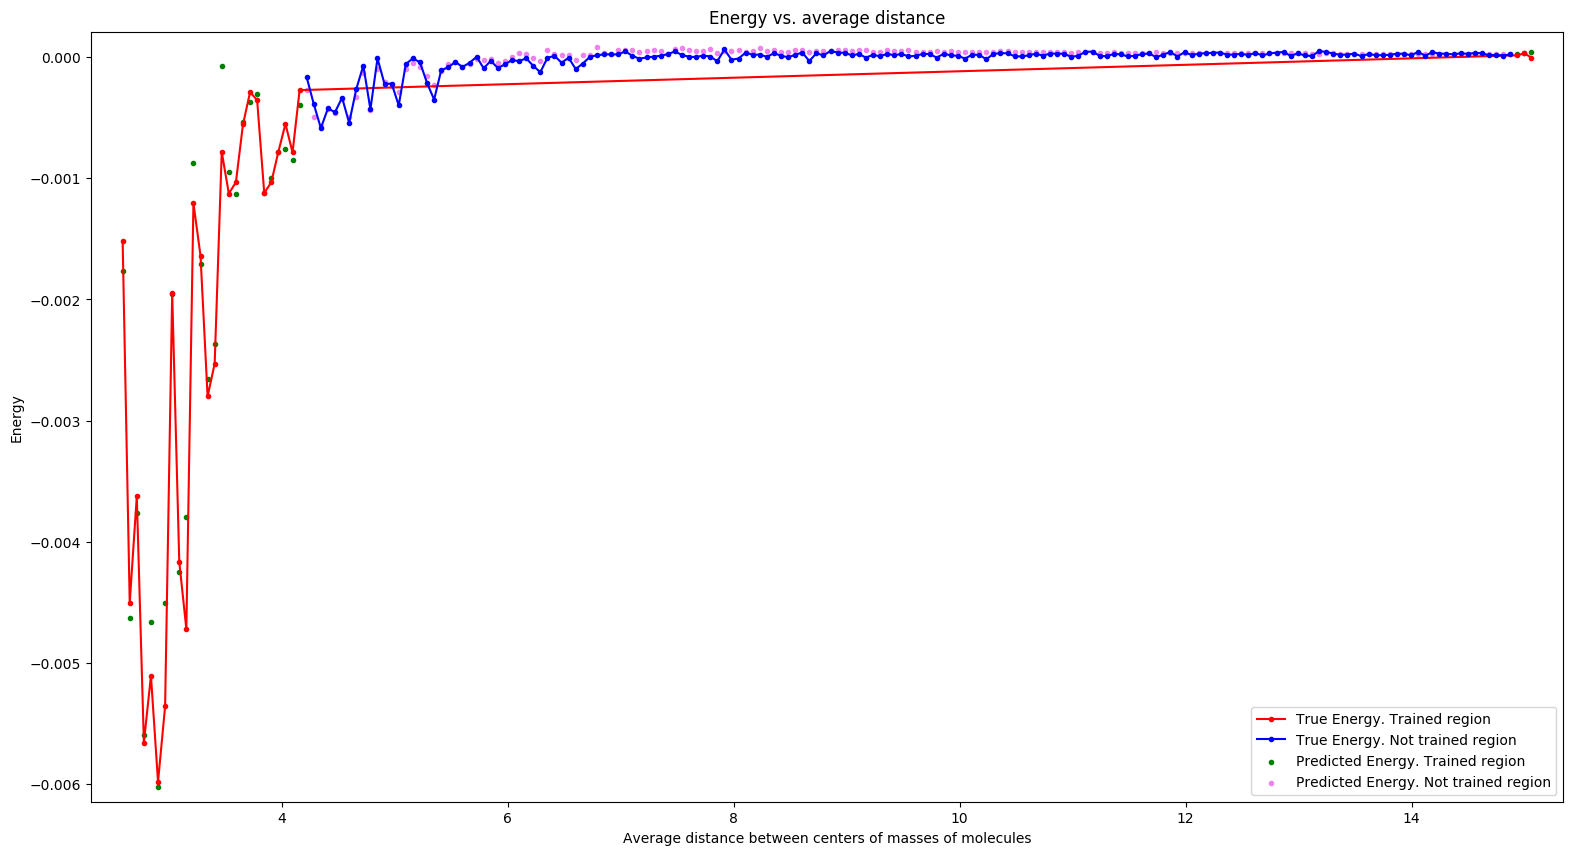 Energy vs. average distance
0.000
−0.001
−0.002
−0.003
−0.004
−0.005
−0.006
Energy
4
6
8
10
12
14
Average distance between centers of masses of molecules
True Energy. Trained region
True Energy. Not trained region
Predicted Energy. Trained region
Predicted Energy. Not trained region